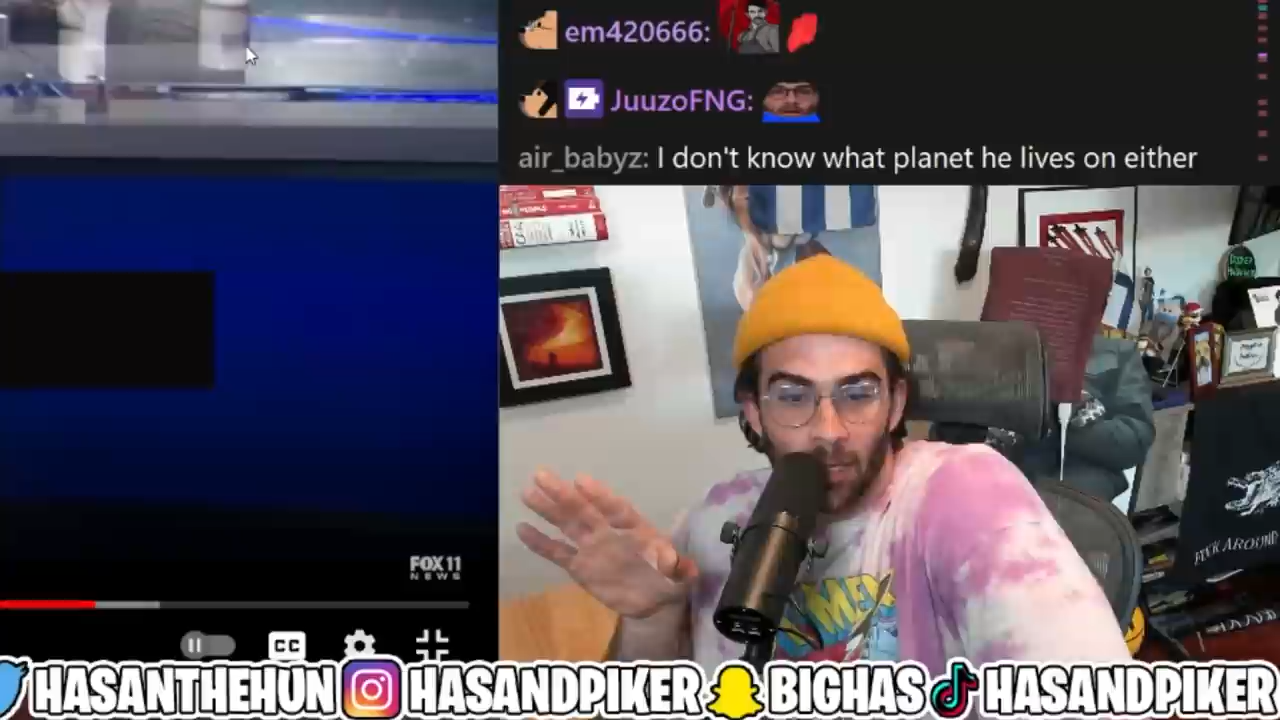 em420666:
JuuzoFNG:
air_babyz: I don't know what planet he lives on either
FOX 11
NEWS
CC
HASANTHEHUN HASANDPIKER BIGHAS HASANDPIKER